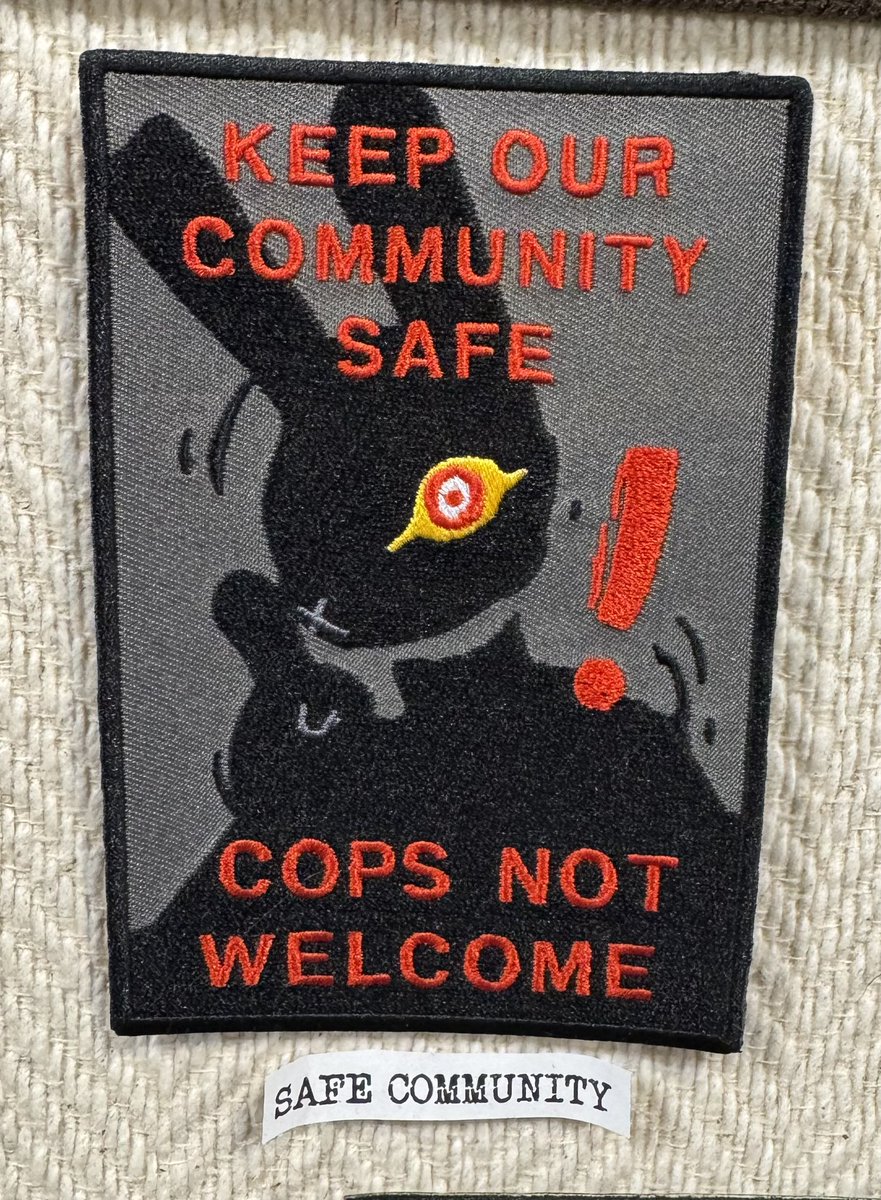 KEEP OUR
COMMUNITY
SAFE
!
COPS NOT
WELCOME
SAFE COMMUNITY